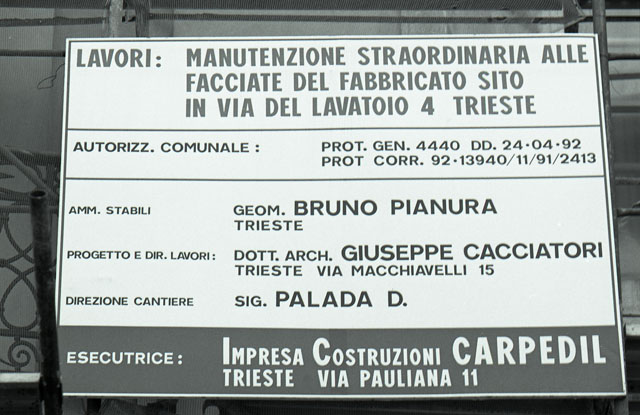 LAVORI: MANUTENZIONE STRAORDINARIA ALLE
FACCIATE DEL FABBRICATO SITO
IN VIA DEL LAVATOIO 4 TRIESTE
AUTORIZZ. COMUNALE: PROT. GEN. 4440 DD. 24·04·92
PROT CORR. 92·13940/11/91/2413
AMM. STABILI GEOM. BRUNO PIANURA
TRIESTE
PROGETTO E DIR. LAVORI: DOTT. ARCH. GIUSEPPE CACCIATORI
TRIESTE VIA MACCHIAVELLI 15
DIREZIONE CANTIERE SIG. PALADA D.
ESECUTRICE: IMPRESA COSTRUZIONI CARPEDIL
TRIESTE VIA PAULIANA 11